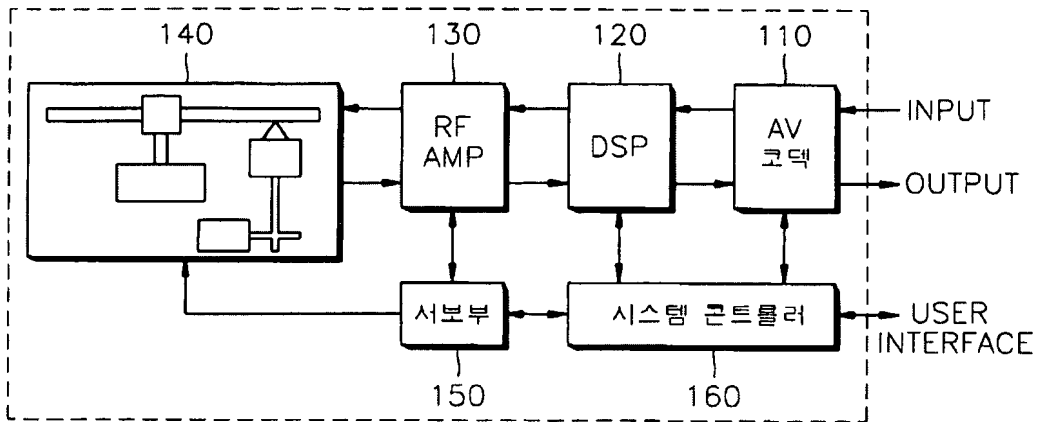 140
130
120
110
RF
AMP
DSP
AV
코덱
INPUT
OUTPUT
서보부
시스템 콘트롤러
USER
INTERFACE
150
160